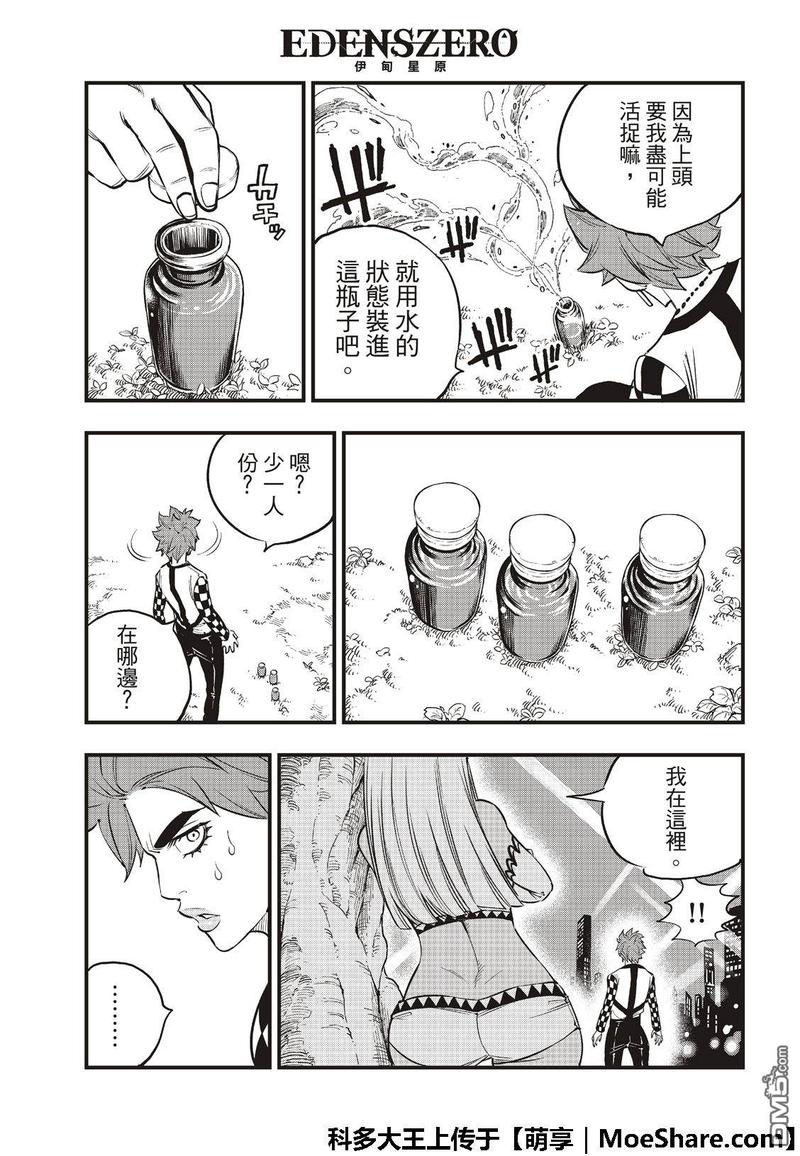 EDENSZERO
伊甸星原
因為上頭
要我盡可能
活捉嘛，
就用水的
狀態裝進
這瓶子吧。
カチッ
嗯？
少一人
份？
在哪邊？
我在這裡。
!!
………
DM5.com
科多大王上传于【萌享｜MoeShare.com】